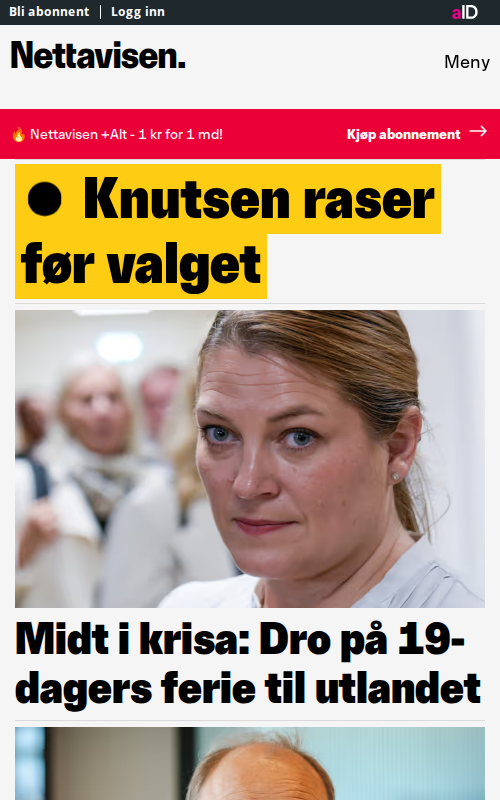 Bli abonnent | Logg inn
aID
Nettavisen.
Meny
🔥 Nettavisen +Alt - 1 kr for 1 md!
Kjøp abonnement →
● Knutsen raser
før valget
Midt i krisa: Dro på 19-
dagers ferie til utlandet